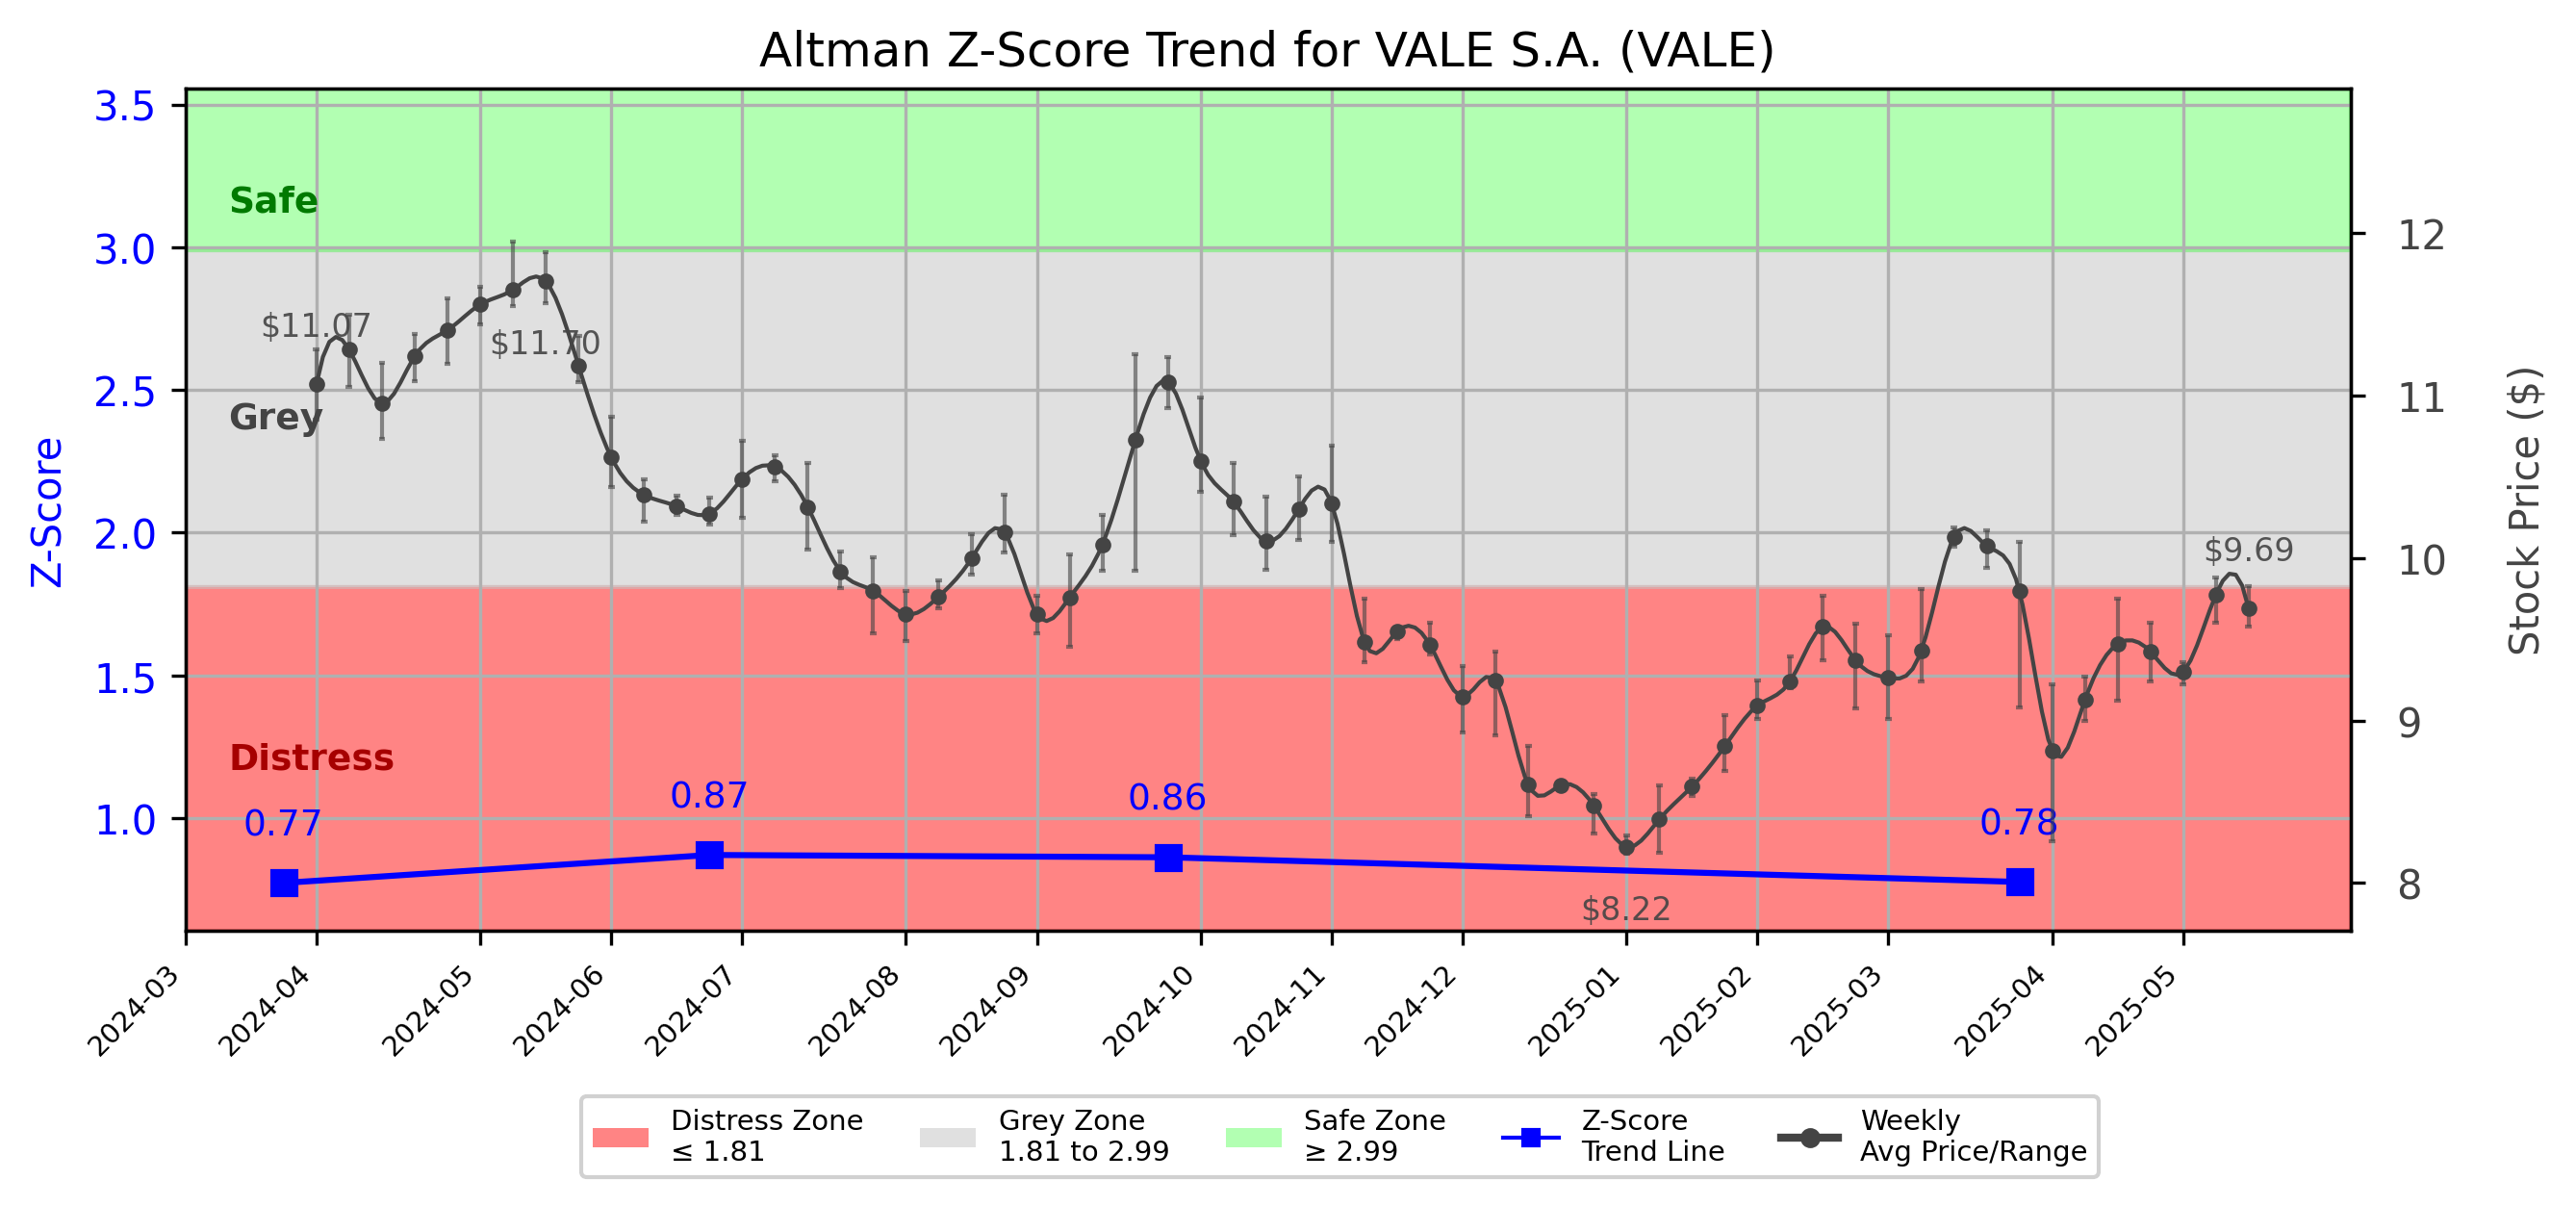 Altman Z-Score Trend for VALE S.A. (VALE)
Z-Score
3.5
3.0
2.5
2.0
1.5
1.0
Safe
Grey
Distress
$11.07
$11.70
$8.22
$9.69
0.77
0.87
0.86
0.78
12
11
10
9
8
Stock Price ($)
2024-03
2024-04
2024-05
2024-06
2024-07
2024-08
2024-09
2024-10
2024-11
2024-12
2025-01
2025-02
2025-03
2025-04
2025-05
Distress Zone
≤ 1.81
Grey Zone
1.81 to 2.99
Safe Zone
≥ 2.99
Z-Score
Trend Line
Weekly
Avg Price/Range